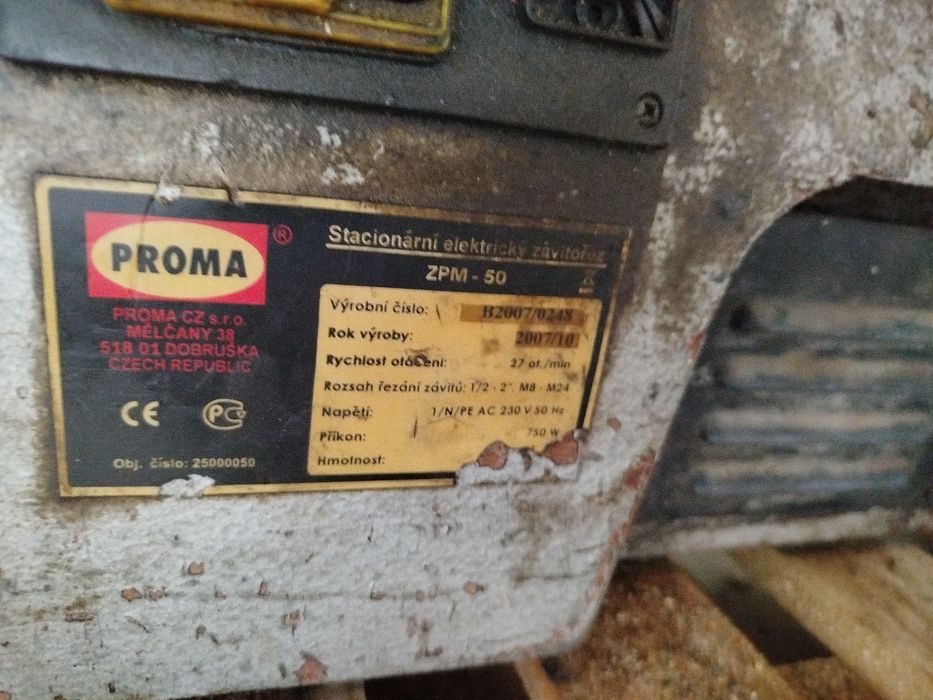 PROMA ®
PROMA CZ s.r.o.
MĚLČANY 38
518 01 DOBRUŠKA
CZECH REPUBLIC
CE
Obj. číslo: 25000050
Stacionární elektrický závitořez
ZPM - 50
Výrobní číslo: B2007/0248
Rok výroby: 2007/10
Rychlost otáčení: 27 ot./min
Rozsah řezání závitů: 1/2 - 2", M8 - M24
Napětí: 1/N/PE AC 230 V 50 Hz
Příkon: 750 W
Hmotnost: